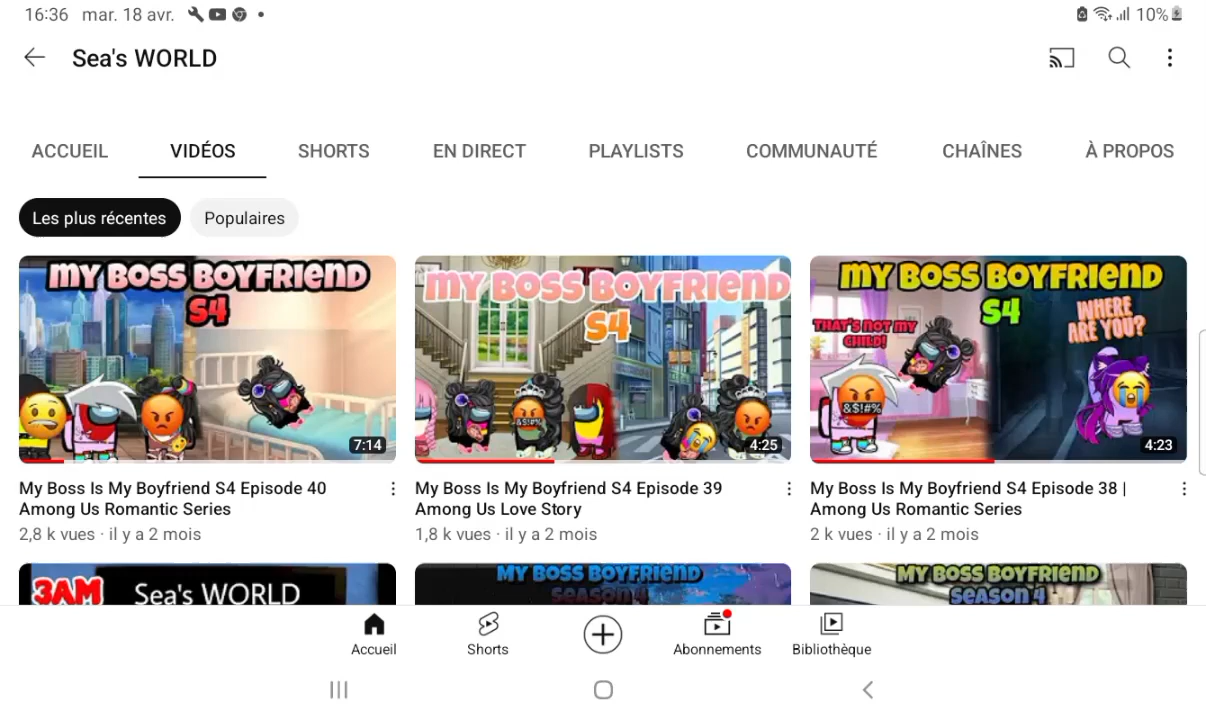 16:36 mar. 18 avr.
10%
Sea's WORLD
ACCUEIL VIDÉOS SHORTS EN DIRECT PLAYLISTS COMMUNAUTÉ CHAÎNES À PROPOS
Les plus récentes Populaires
MY BOSS BOYFRIEND
S4
7:14
MY BOSS BOYFRIEND
S4
&$!#%
4:25
MY BOSS BOYFRIEND
S4
THAT'S NOT MY
CHILD!
WHERE
ARE YOU?
&$!#%
4:23
My Boss Is My Boyfriend S4 Episode 40
Among Us Romantic Series
2,8 k vues · il y a 2 mois
My Boss Is My Boyfriend S4 Episode 39
Among Us Love Story
1,8 k vues · il y a 2 mois
My Boss Is My Boyfriend S4 Episode 38 |
Among Us Romantic Series
2 k vues · il y a 2 mois
3AM Sea's WORLD
MY BOSS BOYFRIEND
SEASON 4
MY BOSS BOYFRIEND
SEASON 4
Accueil Shorts Abonnements Bibliothèque